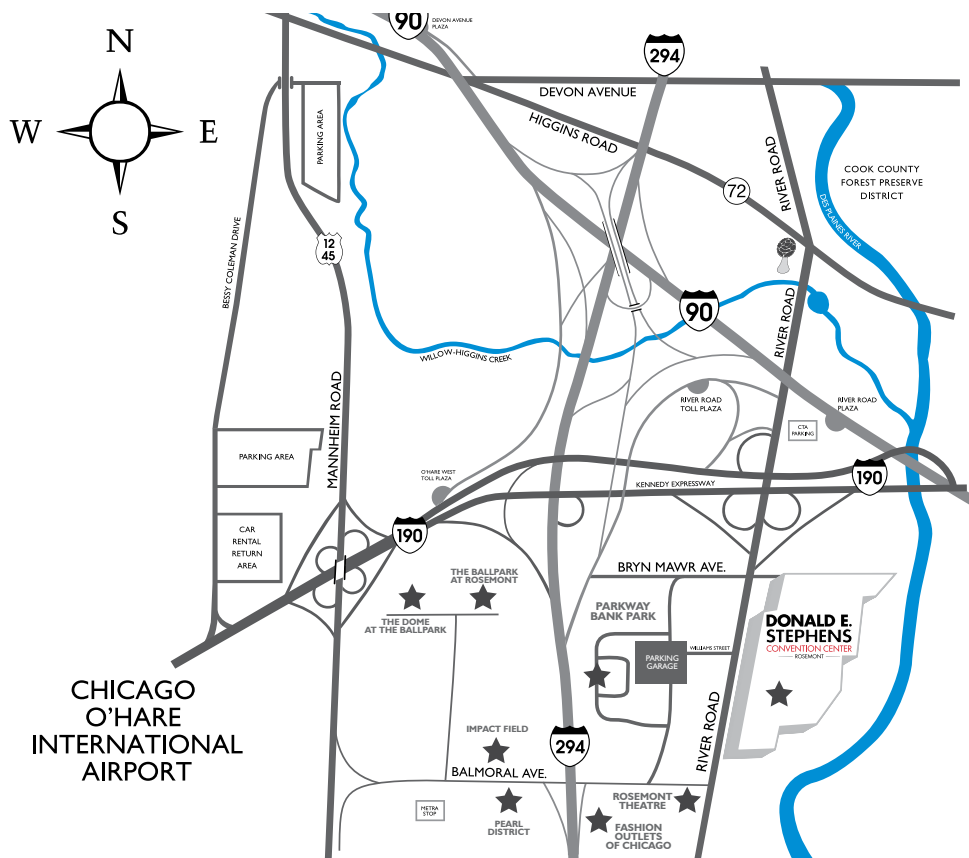 90
DEVON AVENUE
PLAZA
N
W
E
S
294
DEVON AVENUE
HIGGINS ROAD
PARKING AREA
RIVER ROAD
COOK COUNTY
FOREST PRESERVE
DISTRICT
72
DES PLAINES RIVER
12
45
BESSY COLEMAN DRIVE
90
RIVER ROAD
WILLOW-HIGGINS CREEK
MANNHEIM ROAD
RIVER ROAD
TOLL PLAZA
RIVER ROAD
PLAZA
CTA
PARKING
PARKING AREA
O'HARE WEST
TOLL PLAZA
KENNEDY EXPRESSWAY
190
CAR
RENTAL
RETURN
AREA
190
THE BALLPARK
AT ROSEMONT
BRYN MAWR AVE.
THE DOME
AT THE BALLPARK
PARKWAY
BANK PARK
DONALD E.
STEPHENS
CONVENTION CENTER
ROSEMONT
WILLIAMS STREET
PARKING
GARAGE
CHICAGO
O'HARE
INTERNATIONAL
AIRPORT
RIVER ROAD
IMPACT FIELD
294
BALMORAL AVE.
METRA
STOP
PEARL
DISTRICT
ROSEMONT
THEATRE
FASHION
OUTLETS
OF CHICAGO